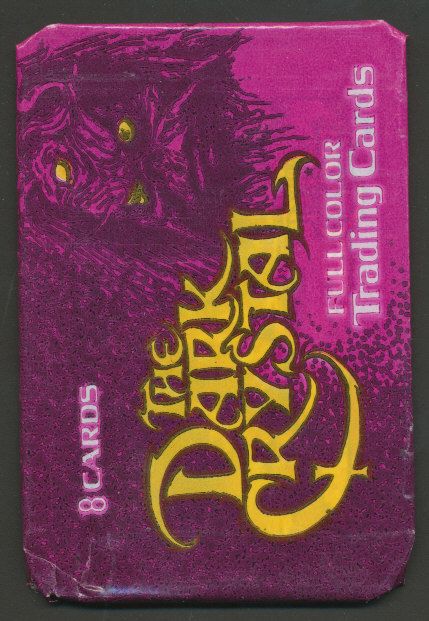 8 CARDS
THE
DARK
CRYSTAL
FULL COLOR
Trading Cards